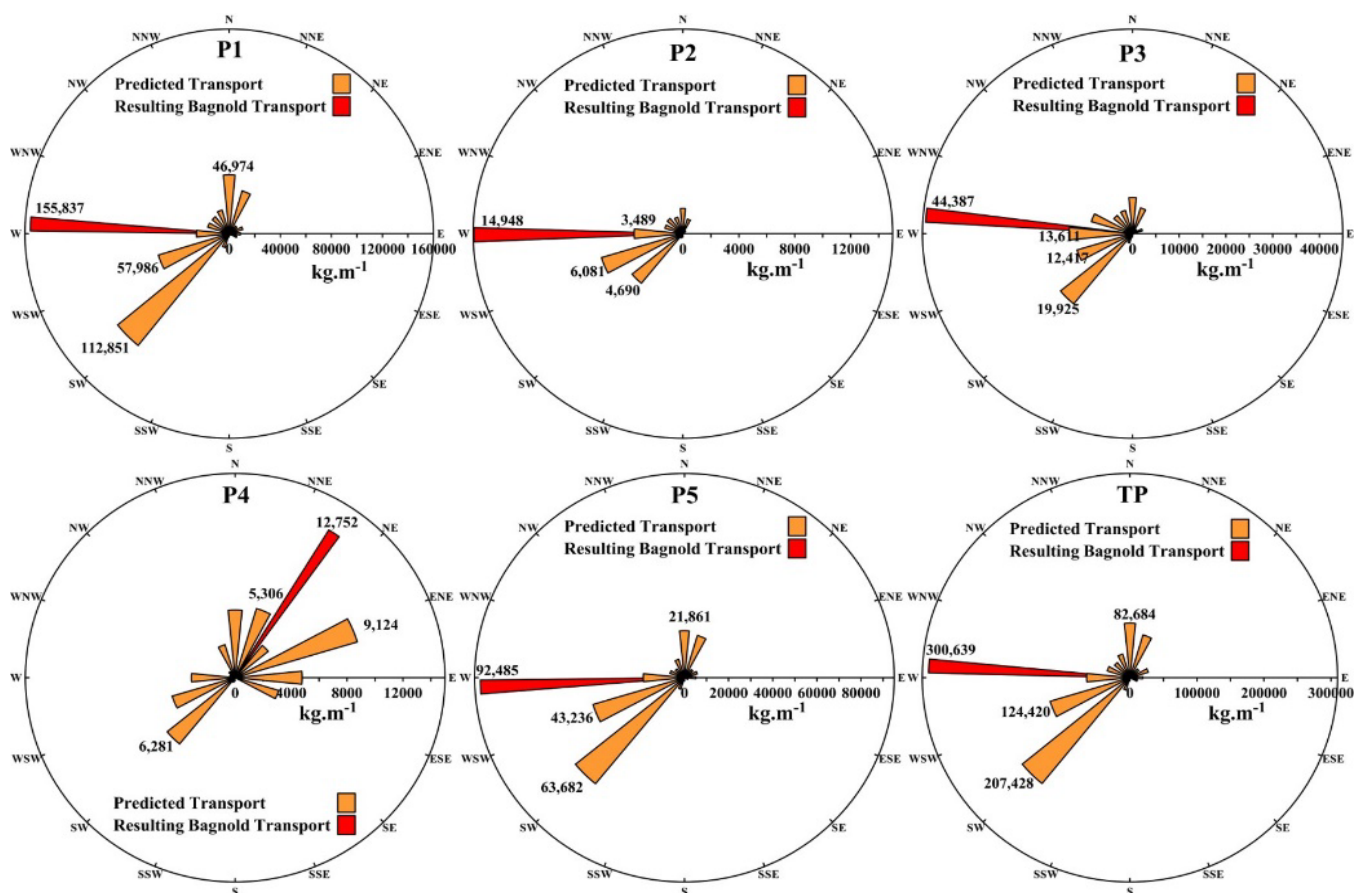 N
NNW
NNE
P1
NW
NE
Predicted Transport
Resulting Bagnold Transport
WNW
ENE
46,974
155,837
W
E
0 40000 80000 120000 160000
kg.m-1
57,986
WSW
ESE
112,851
SW
SE
SSW
SSE
S
N
NNW
NNE
P2
NW
NE
Predicted Transport
Resulting Bagnold Transport
WNW
ENE
14,948
3,489
W
E
0 4000 8000 12000
kg.m-1
6,081
4,690
WSW
ESE
SW
SE
SSW
SSE
S
N
NNW
NNE
P3
NW
NE
Predicted Transport
Resulting Bagnold Transport
WNW
ENE
44,387
W
13,611
E
0 10000 20000 30000 40000
12,417
kg.m-1
19,925
WSW
ESE
SW
SE
SSW
SSE
S
N
NNW
NNE
P4
12,752
NW
NE
WNW
ENE
5,306
9,124
W
E
0 4000 8000 12000
kg.m-1
6,281
WSW
ESE
Predicted Transport
Resulting Bagnold Transport
SW
SE
SSW
SSE
S
N
NNW
NNE
P5
NW
NE
Predicted Transport
Resulting Bagnold Transport
WNW
ENE
21,861
92,485
W
E
0 20000 40000 60000 80000
kg.m-1
43,236
WSW
ESE
63,682
SW
SE
SSW
SSE
S
N
NNW
NNE
TP
NW
NE
Predicted Transport
Resulting Bagnold Transport
WNW
ENE
82,684
300,639
W
E
0 100000 200000 300000
kg.m-1
124,420
WSW
ESE
207,428
SW
SE
SSW
SSE
S